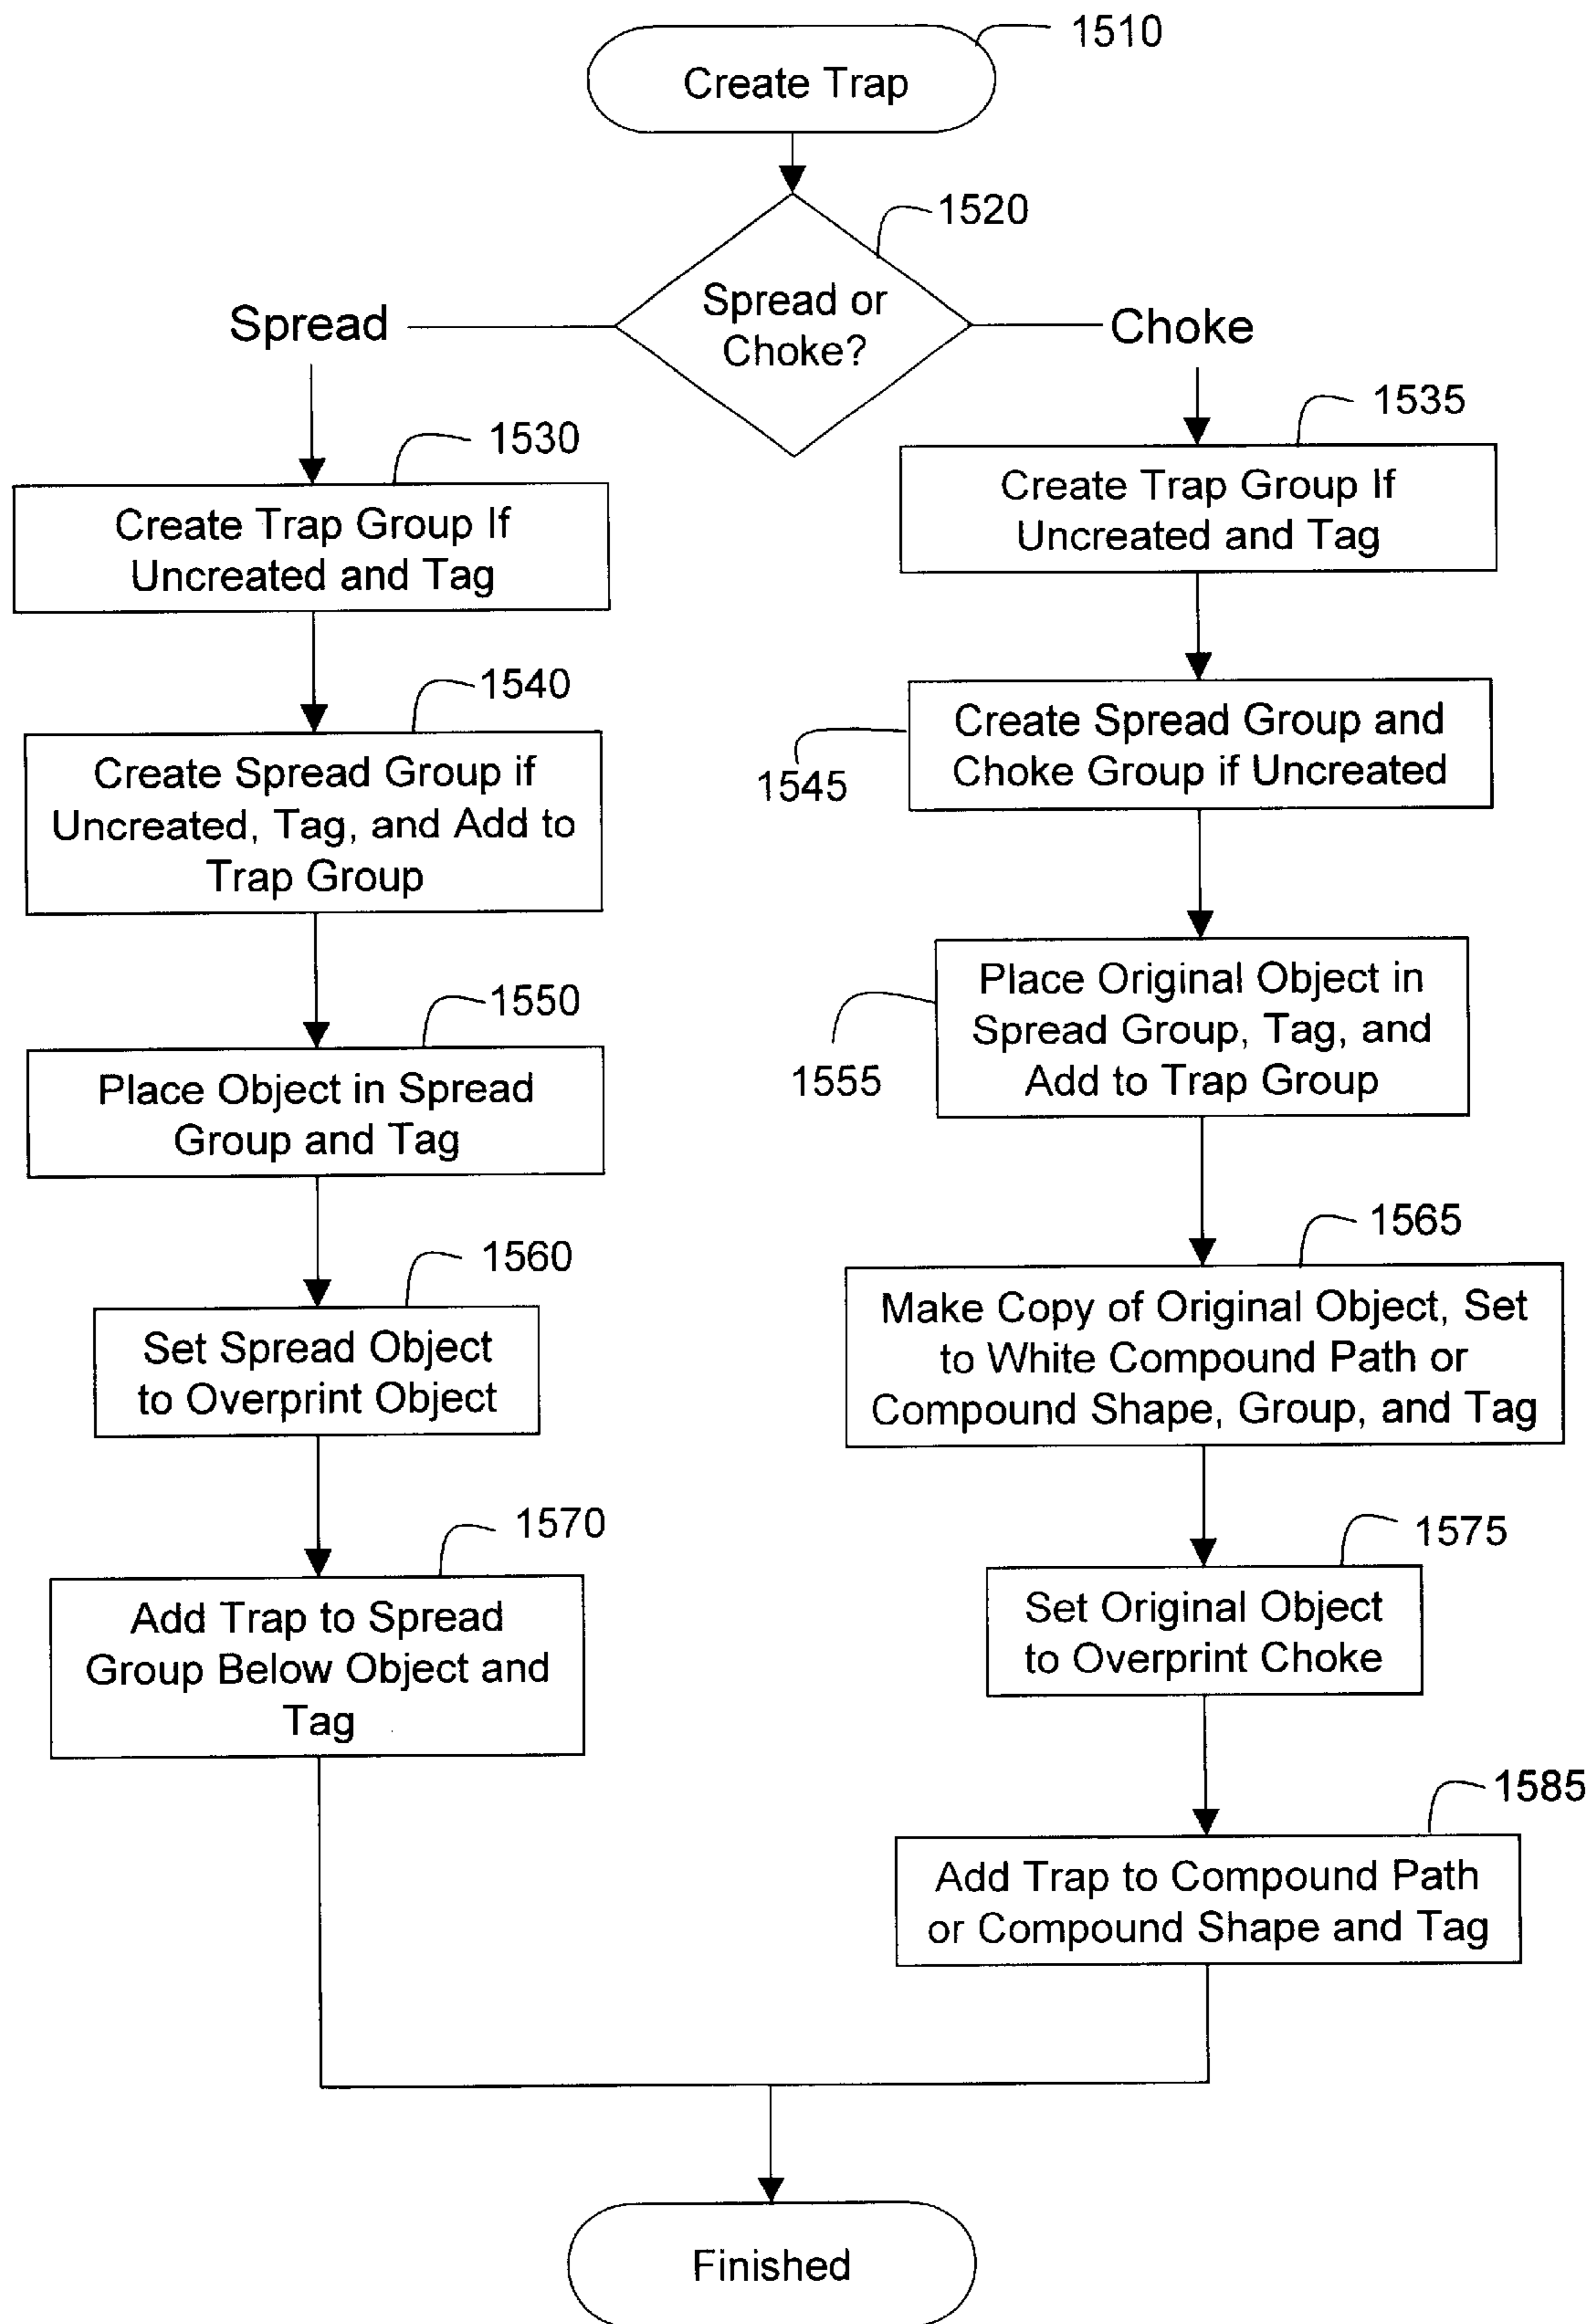 1510
Create Trap
1520
Spread or
Choke?
Spread
Choke
1530
Create Trap Group If
Uncreated and Tag
1540
Create Spread Group if
Uncreated, Tag, and Add to
Trap Group
1550
Place Object in Spread
Group and Tag
1560
Set Spread Object
to Overprint Object
1570
Add Trap to Spread
Group Below Object and
Tag
1535
Create Trap Group If
Uncreated and Tag
1545
Create Spread Group and
Choke Group if Uncreated
1555
Place Original Object in
Spread Group, Tag, and
Add to Trap Group
1565
Make Copy of Original Object, Set
to White Compound Path or
Compound Shape, Group, and Tag
1575
Set Original Object
to Overprint Choke
1585
Add Trap to Compound Path
or Compound Shape and Tag
Finished